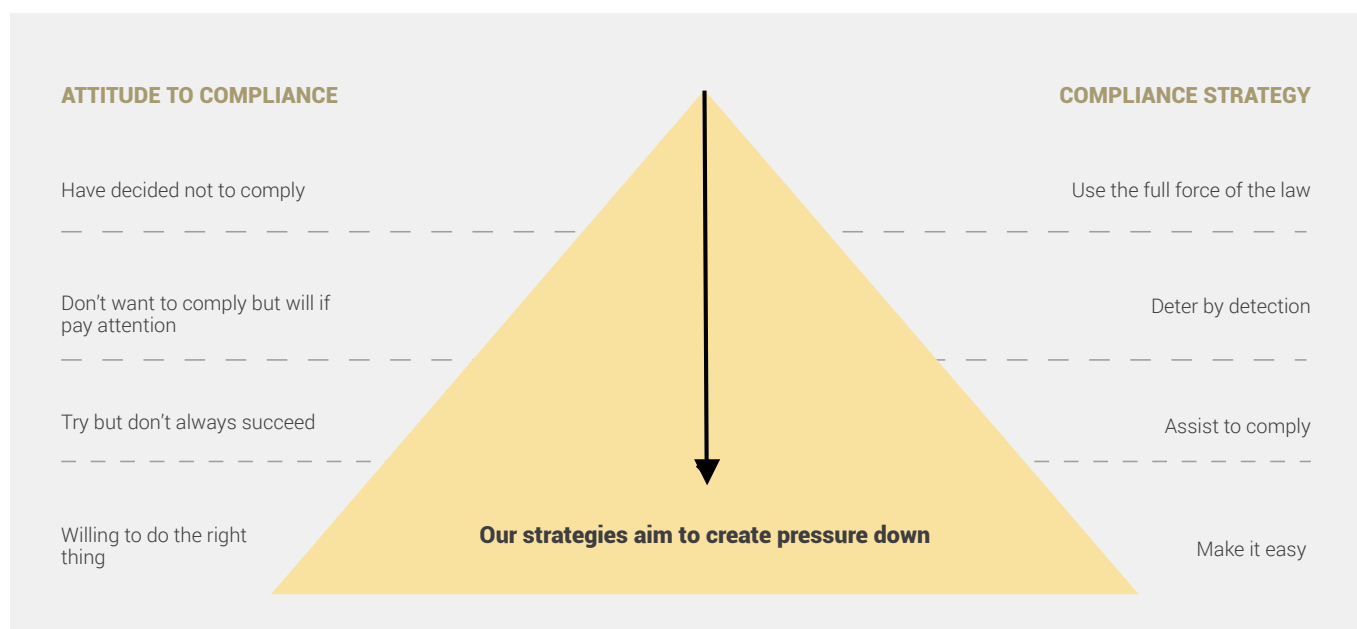 ATTITUDE TO COMPLIANCE
COMPLIANCE STRATEGY
Have decided not to comply
Use the full force of the law
Don't want to comply but will if
pay attention
Deter by detection
Try but don't always succeed
Assist to comply
Willing to do the right
thing
Our strategies aim to create pressure down
Make it easy